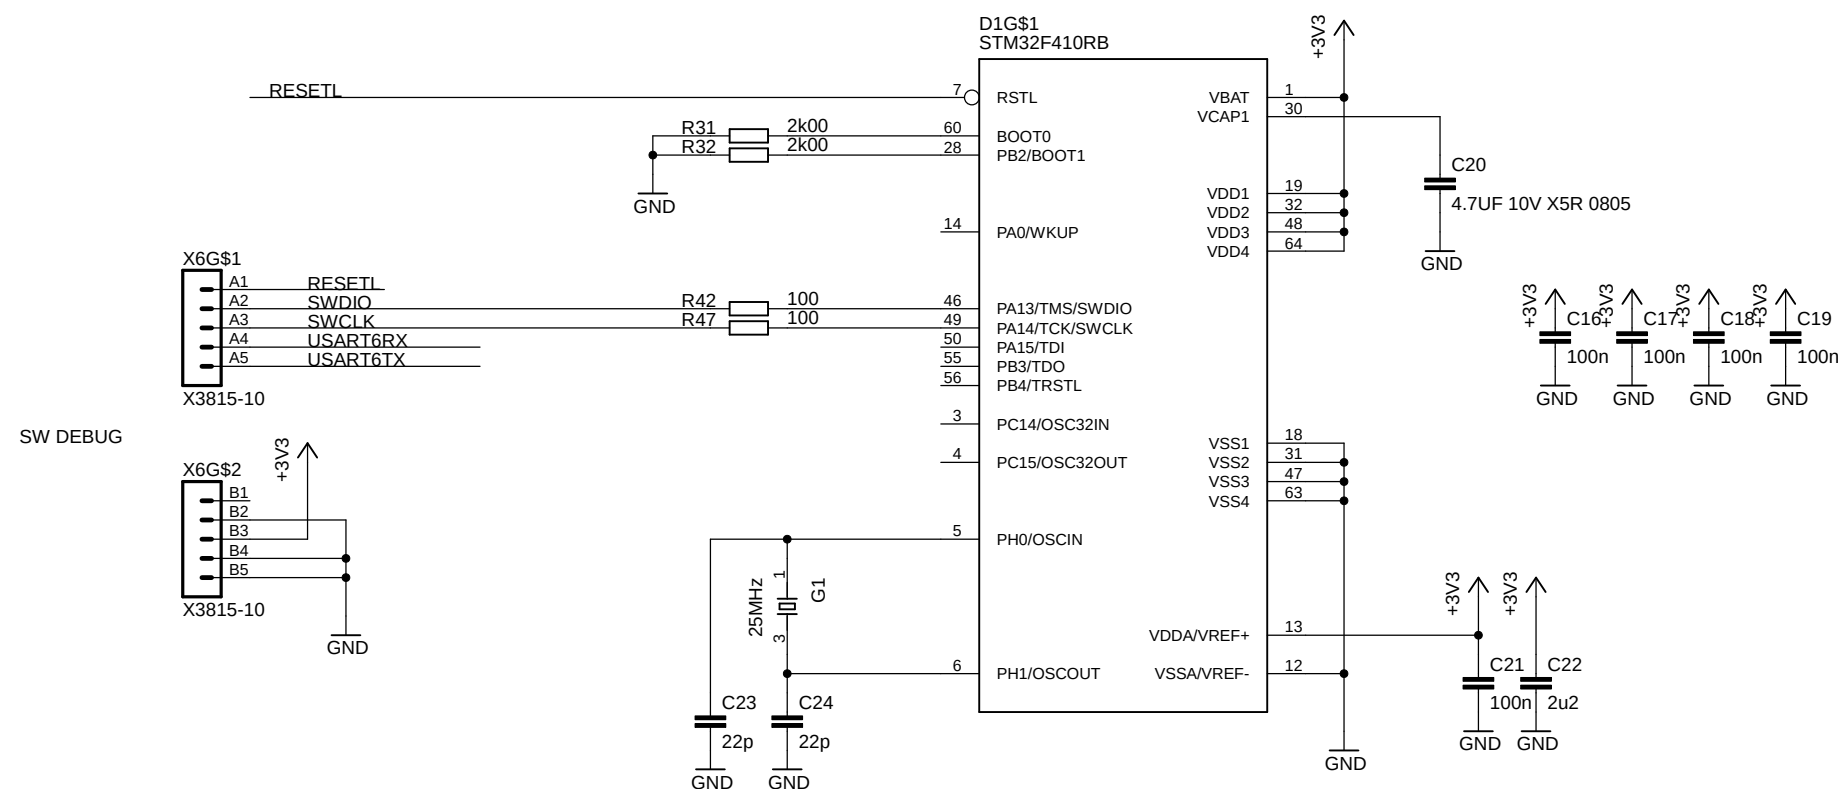 D1G$1
STM32F410RB
+3V3
RESETL
7
RSTL
VBAT
1
VCAP1
30
R31
2k00
60
BOOT0
R32
2k00
28
PB2/BOOT1
GND
C20
4.7UF 10V X5R 0805
GND
VDD1
19
VDD2
32
VDD3
48
VDD4
64
14
PA0/WKUP
X6G$1
A1
RESETL
A2
SWDIO
R42
100
46
PA13/TMS/SWDIO
A3
SWCLK
R47
100
49
PA14/TCK/SWCLK
A4
USART6RX
50
PA15/TDI
A5
USART6TX
55
PB3/TDO
56
PB4/TRSTL
X3815-10
+3V3
C16
100n
GND
+3V3
C17
100n
GND
+3V3
C18
100n
GND
+3V3
C19
100n
GND
3
PC14/OSC32IN
4
PC15/OSC32OUT
VSS1
18
VSS2
31
VSS3
47
VSS4
63
SW DEBUG
+3V3
X6G$2
B1
B2
B3
B4
B5
X3815-10
GND
5
PH0/OSCIN
25MHz
1
3
G1
6
PH1/OSCOUT
C23
22p
GND
C24
22p
GND
VDDA/VREF+
13
VSSA/VREF-
12
GND
+3V3
C21
100n
GND
+3V3
C22
2u2
GND